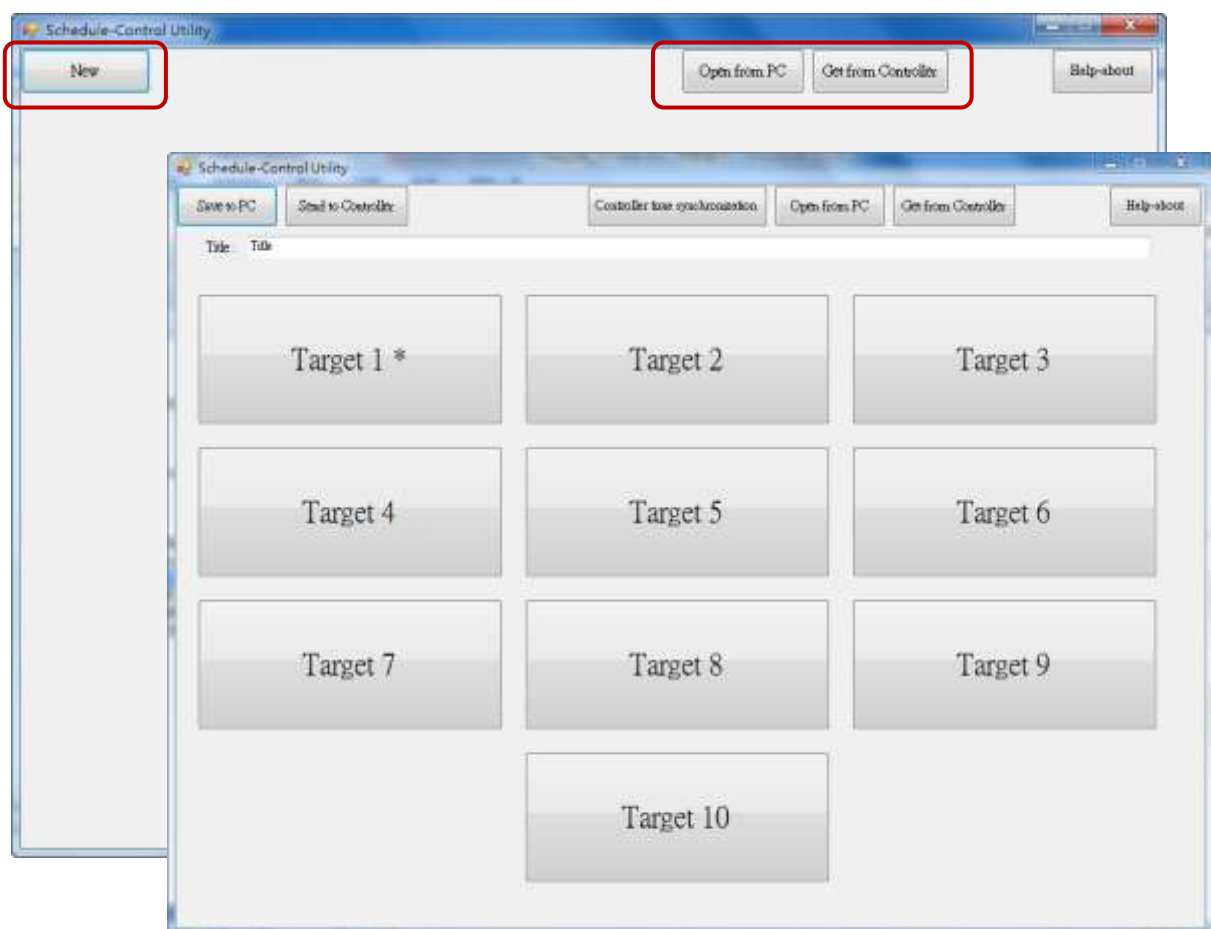 Schedule-Control Utility
New Open from PC Get from Controller Help-about
Schedule-Control Utility
Save to PC Send to Controller Controller time synchronization Open from PC Get from Controller Help-about
Title Title
Target 1 * Target 2 Target 3
Target 4 Target 5 Target 6
Target 7 Target 8 Target 9
Target 10